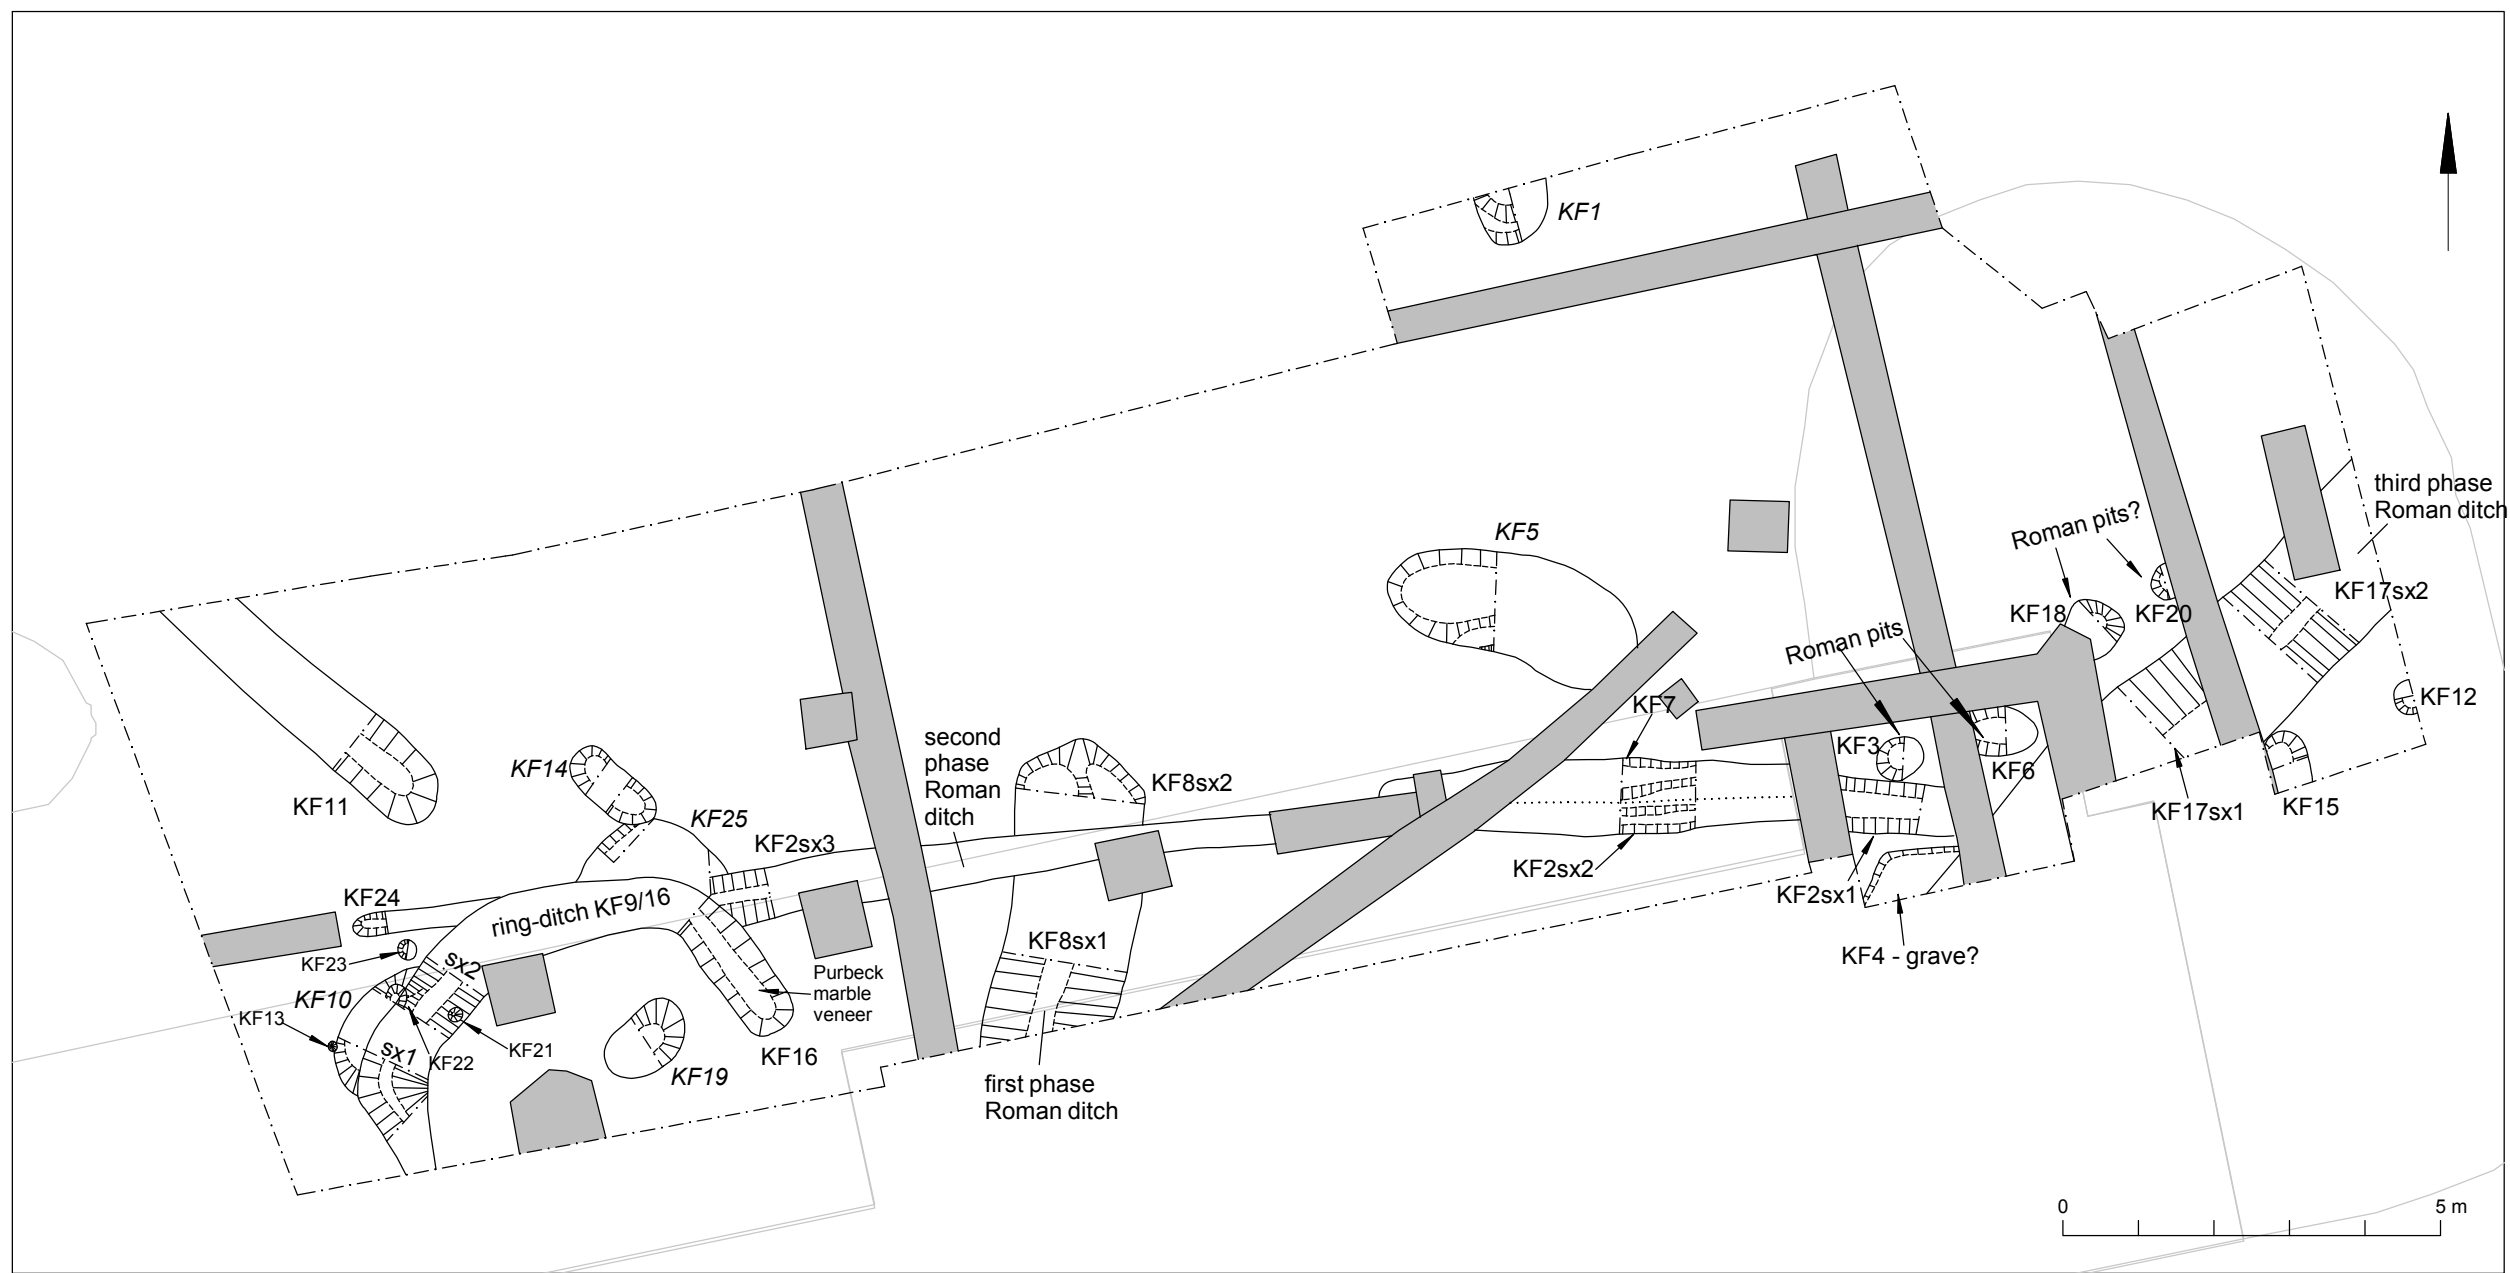 KF1
third phase
Roman ditch
KF5
Roman pits?
KF17sx2
KF18
KF20
Roman pits
KF12
KF7
KF3
KF6
KF14
second
phase
Roman
ditch
KF8sx2
KF11
KF25
KF2sx3
KF17sx1
KF15
KF2sx2
KF2sx1
KF24
ring-ditch KF9/16
KF8sx1
KF4 - grave?
KF23
sx2
Purbeck
marble
veneer
KF10
KF13
sx1
KF22
KF21
KF16
KF19
first phase
Roman ditch
0
5 m